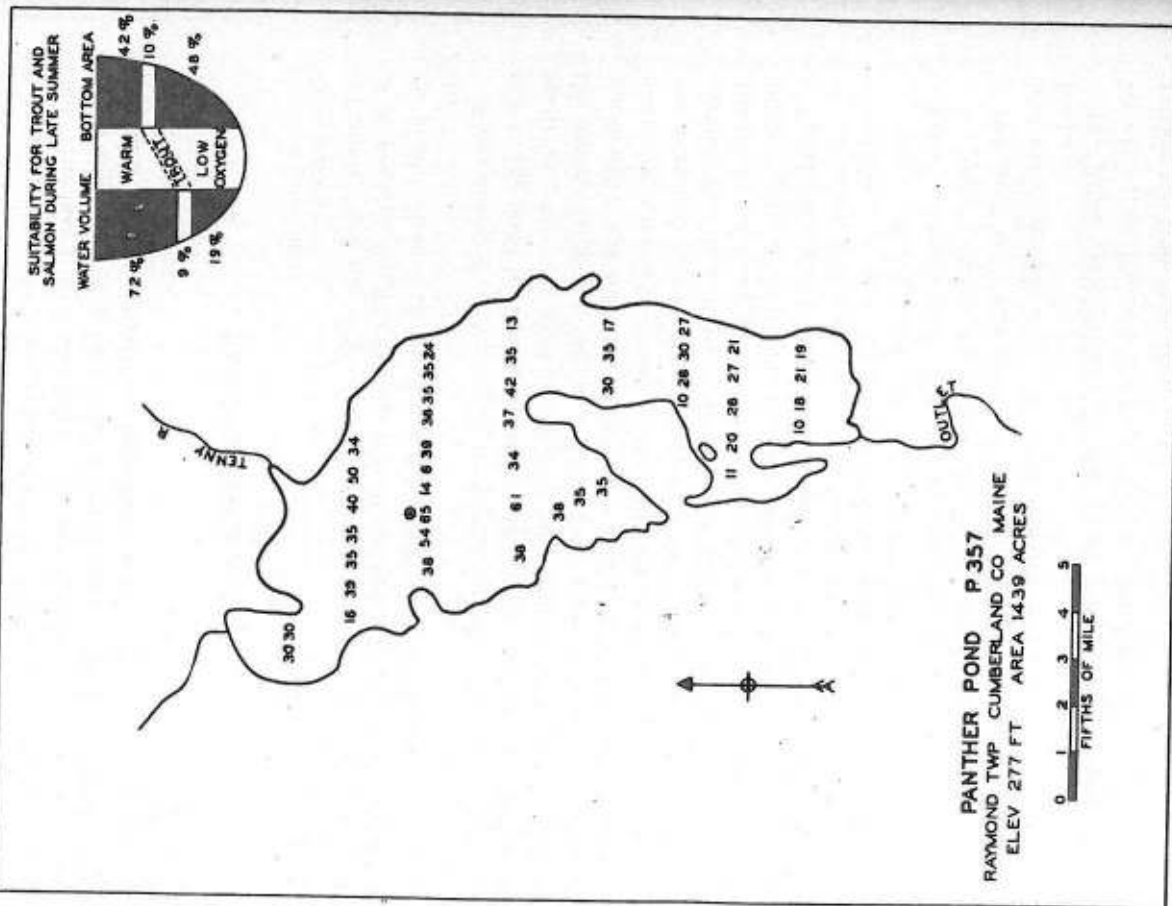 SUITABILITY FOR TROUT AND
SALMON DURING LATE SUMMER
WATER VOLUME BOTTOM AREA
72% 42%
WARM
10%
TROUT
9%
LOW
OXYGEN
19% 48%
TENNY R.
30 30
16 39 35 35 40 50 34
38 54 65 14 6 39 36 35 35 24
38 61 34 37 42 35 13
38
35
35
30 35 17
10 28 30 27
11 20 26 27 21
10 18 21 19
OUTLET
PANTHER POND P 357
RAYMOND TWP CUMBERLAND CO MAINE
ELEV 277 FT AREA 1439 ACRES
0 1 2 3 4 5
FIFTHS OF MILE